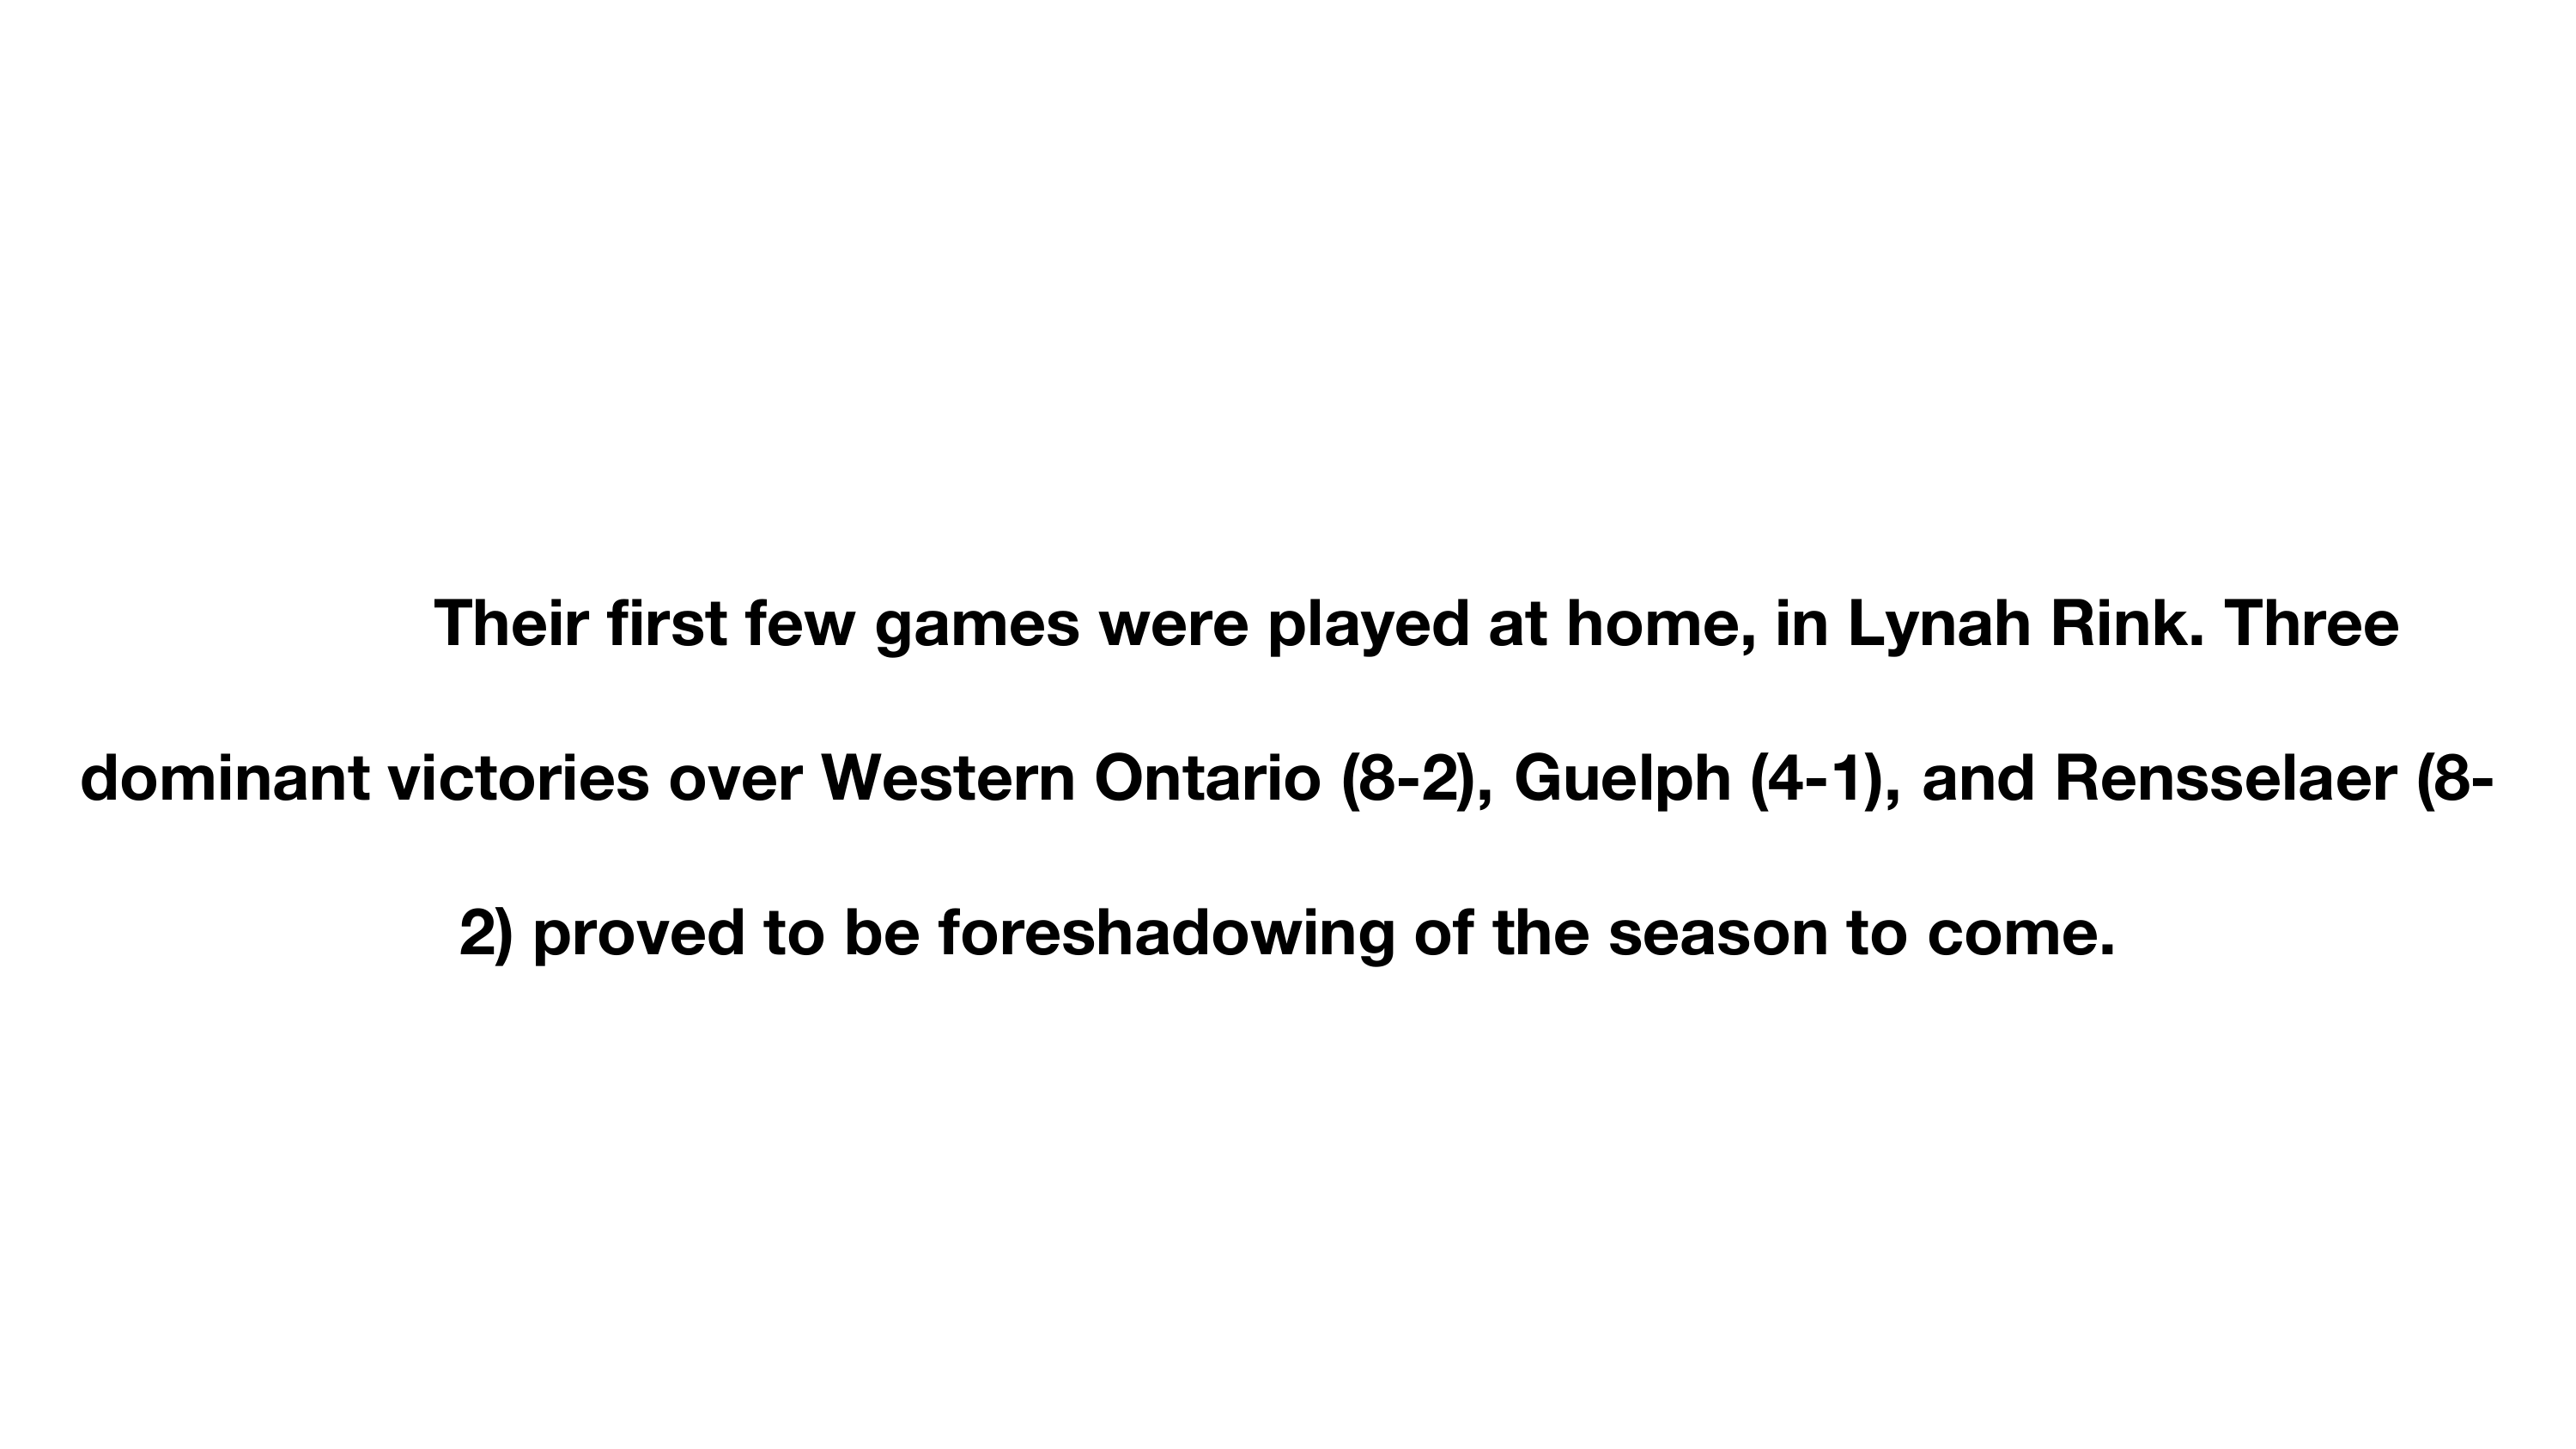 Their first few games were played at home, in Lynah Rink. Three
dominant victories over Western Ontario (8-2), Guelph (4-1), and Rensselaer (8-
2) proved to be foreshadowing of the season to come.